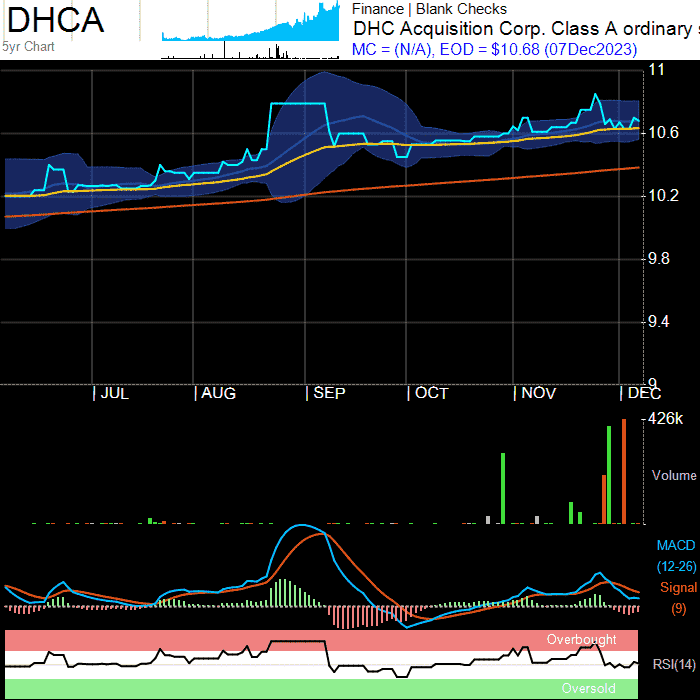 DHCA
5yr Chart
Finance | Blank Checks
DHC Acquisition Corp. Class A ordinary s
MC = (N/A), EOD = $10.68 (07Dec2023)
11
10.6
10.2
9.8
9.4
9
JUL AUG SEP OCT NOV DEC
426k
Volume
MACD
(12-26)
Signal
(9)
Overbought
RSI(14)
Oversold